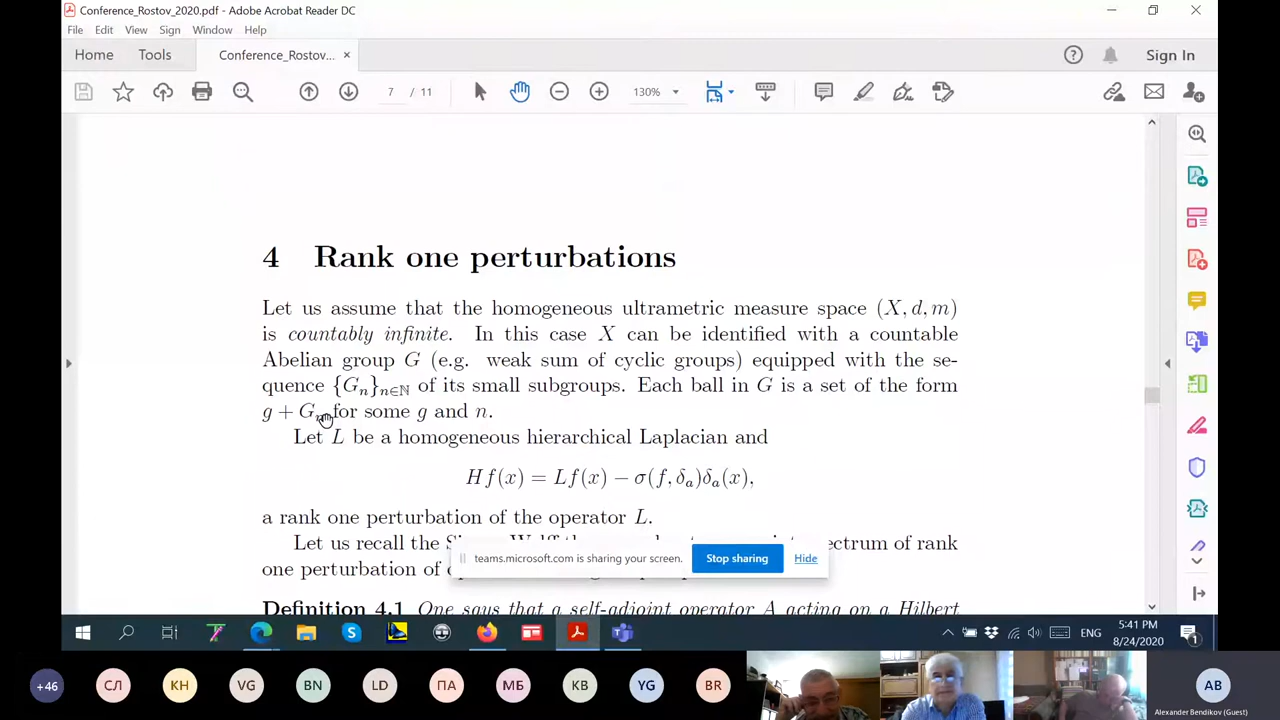 Conference_Rostov_2020.pdf - Adobe Acrobat Reader DC
File Edit View Sign Window Help
Home Tools Conference_Rostov... × Sign In
7 / 11 130%
4 Rank one perturbations
Let us assume that the homogeneous ultrametric measure space (X, d, m)
is countably infinite. In this case X can be identified with a countable
Abelian group G (e.g. weak sum of cyclic groups) equipped with the se-
quence {Gₙ}ₙ∈ℕ of its small subgroups. Each ball in G is a set of the form
g + Gₙ for some g and n.
Let L be a homogeneous hierarchical Laplacian and
Hf(x) = Lf(x) − σ(f, δₐ)δₐ(x),
a rank one perturbation of the operator L.
Let us recall the ectrum of rank
teams.microsoft.com is sharing your screen. Stop sharing Hide
one perturbation of
Definition 4.1 One says that a self-adjoint operator A acting on a Hilbert
ENG 5:41 PM
8/24/2020
+46 СЛ КН VG BN LD ПА МБ КВ YG BR AB
Alexander Bendikov (Guest)